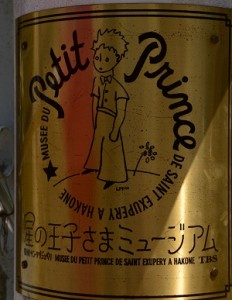 ★ MUSEE DU Petit Prince DE SAINT EXUPERY A HAKONE
星の王子さまミュージアム
MUSEE DU PETIT PRINCE DE SAINT EXUPERY A HAKONE TBS